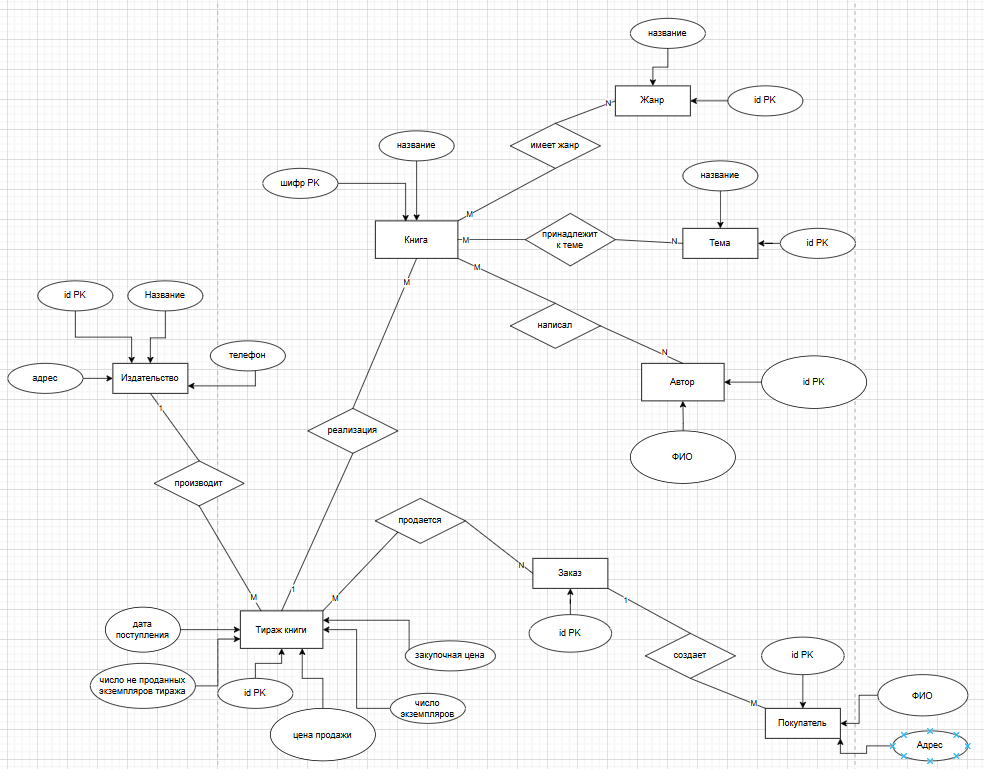 название
Жанр
id PK
N
имеет жанр
название
шифр PK
M
Книга
название
M
принадлежит
к теме
N
Тема
id PK
M
M
написал
N
Автор
id PK
ФИО
id PK
Название
телефон
адрес
Издательство
1
реализация
производит
продается
N
Заказ
id PK
1
M
1
M
дата
поступления
Тираж книги
закупочная цена
число не проданных
экземпляров тиража
id PK
число
экземпляров
цена продажи
создает
id PK
M
Покупатель
ФИО
Адрес